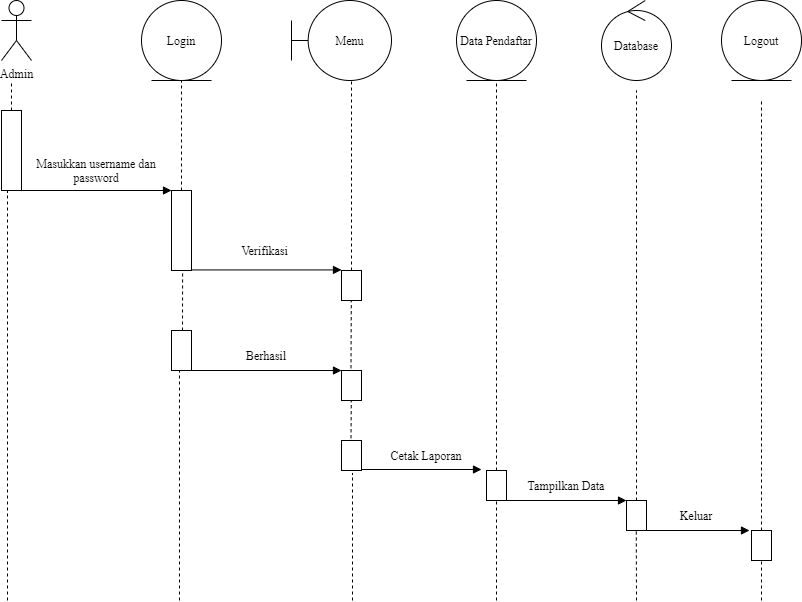 Admin
Login
Menu
Data Pendaftar
Database
Logout
Masukkan username dan
password
Verifikasi
Berhasil
Cetak Laporan
Tampilkan Data
Keluar